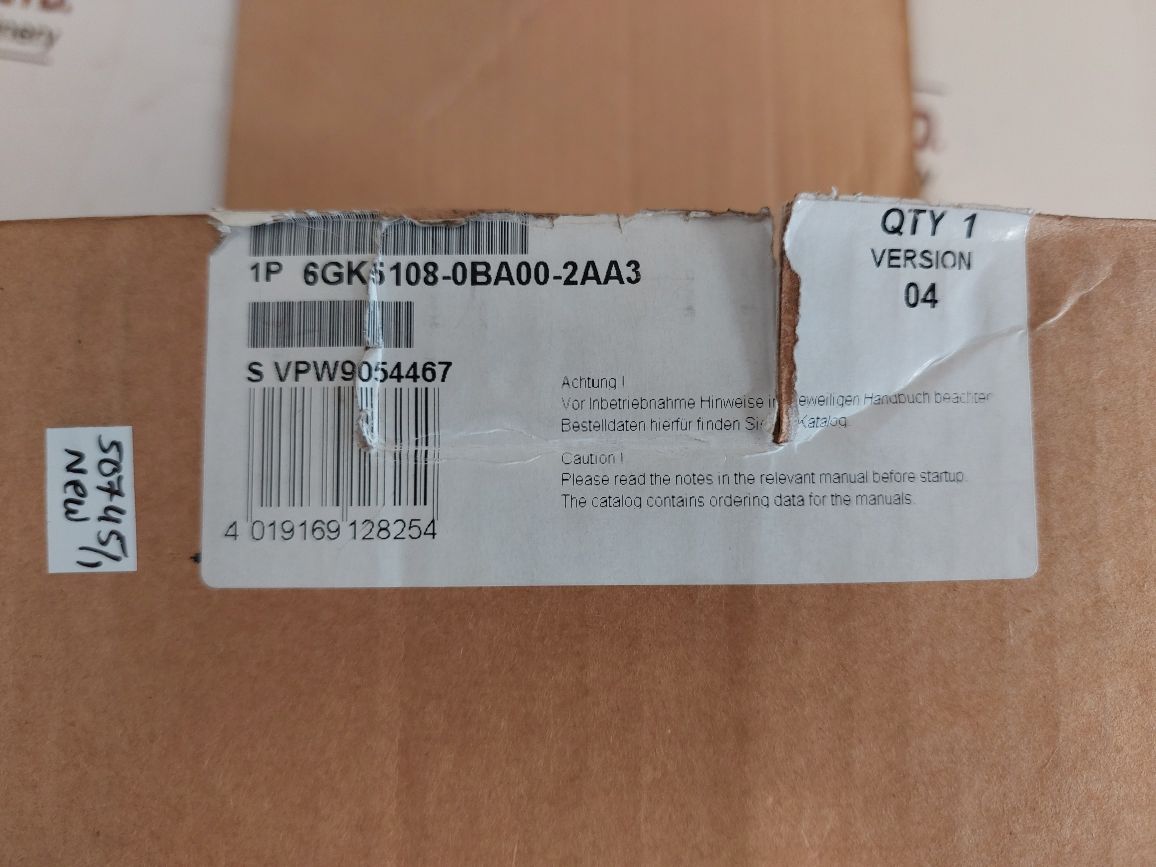 QTY 1
VERSION
04
1P 6GK5108-0BA00-2AA3
S VPW9054467
4 019169 128254
Achtung !
Vor Inbetriebnahme Hinweise im jeweiligen Handbuch beachten
Bestelldaten hierfür finden Katalog.
Caution !
Please read the notes in the relevant manual before startup.
The catalog contains ordering data for the manuals.
50745/1
New